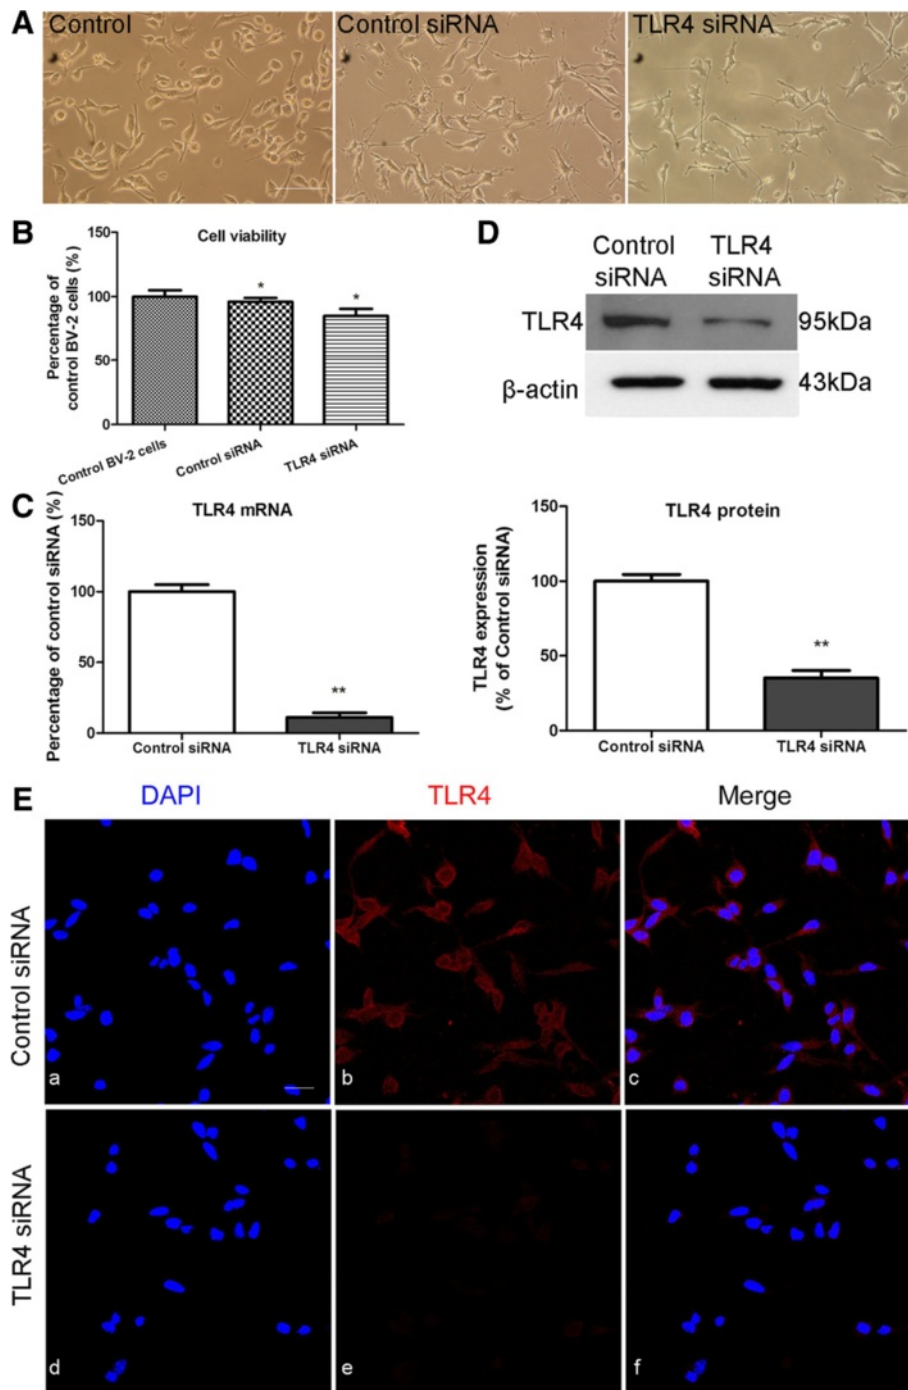 A
Control
Control siRNA
TLR4 siRNA
B
Cell viability
Percentage of
control BV-2 cells (%)
150
100
50
0
*
*
Control BV-2 cells
Control siRNA
TLR4 siRNA
D
Control
siRNA
TLR4
siRNA
TLR4
95kDa
β-actin
43kDa
C
TLR4 mRNA
Percentage of control siRNA (%)
150
100
50
0
**
Control siRNA
TLR4 siRNA
TLR4 protein
TLR4 expression
(% of Control siRNA)
150
100
50
0
**
Control siRNA
TLR4 siRNA
E
DAPI
TLR4
Merge
Control siRNA
a
b
c
TLR4 siRNA
d
e
f